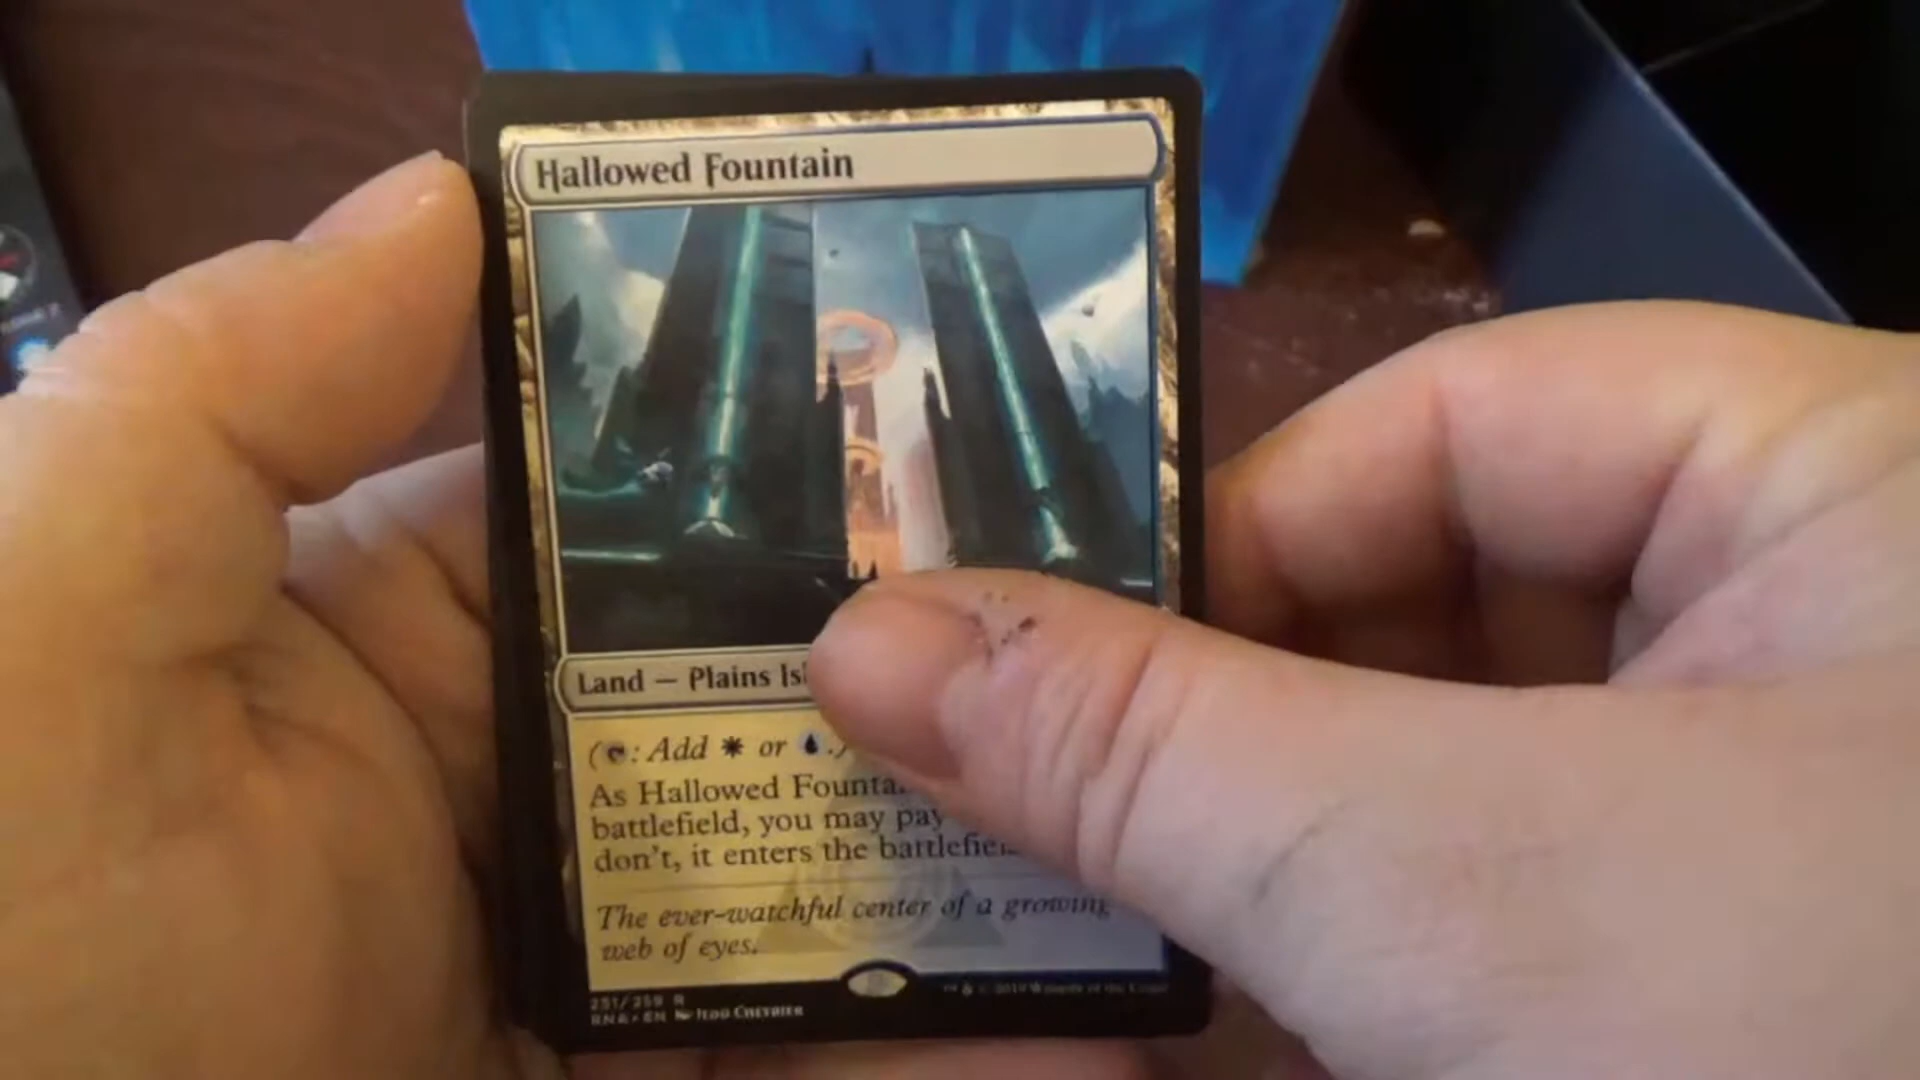 Hallowed Fountain
Land — Plains Is
(: Add or .)
As Hallowed Founta
battlefield, you may pay
don't, it enters the battlefie
The ever-watchful center of a growing
web of eyes.
251/259 R
RNA • EN Jedd Chevrier